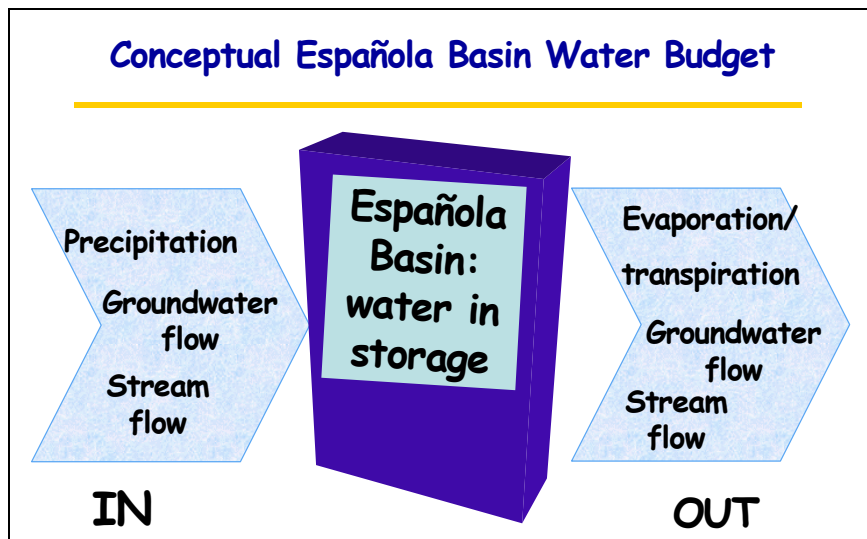 Conceptual Española Basin Water Budget
Precipitation
Groundwater
flow
Stream
flow
IN
Española
Basin:
water in
storage
Evaporation/
transpiration
Groundwater
flow
Stream
flow
OUT